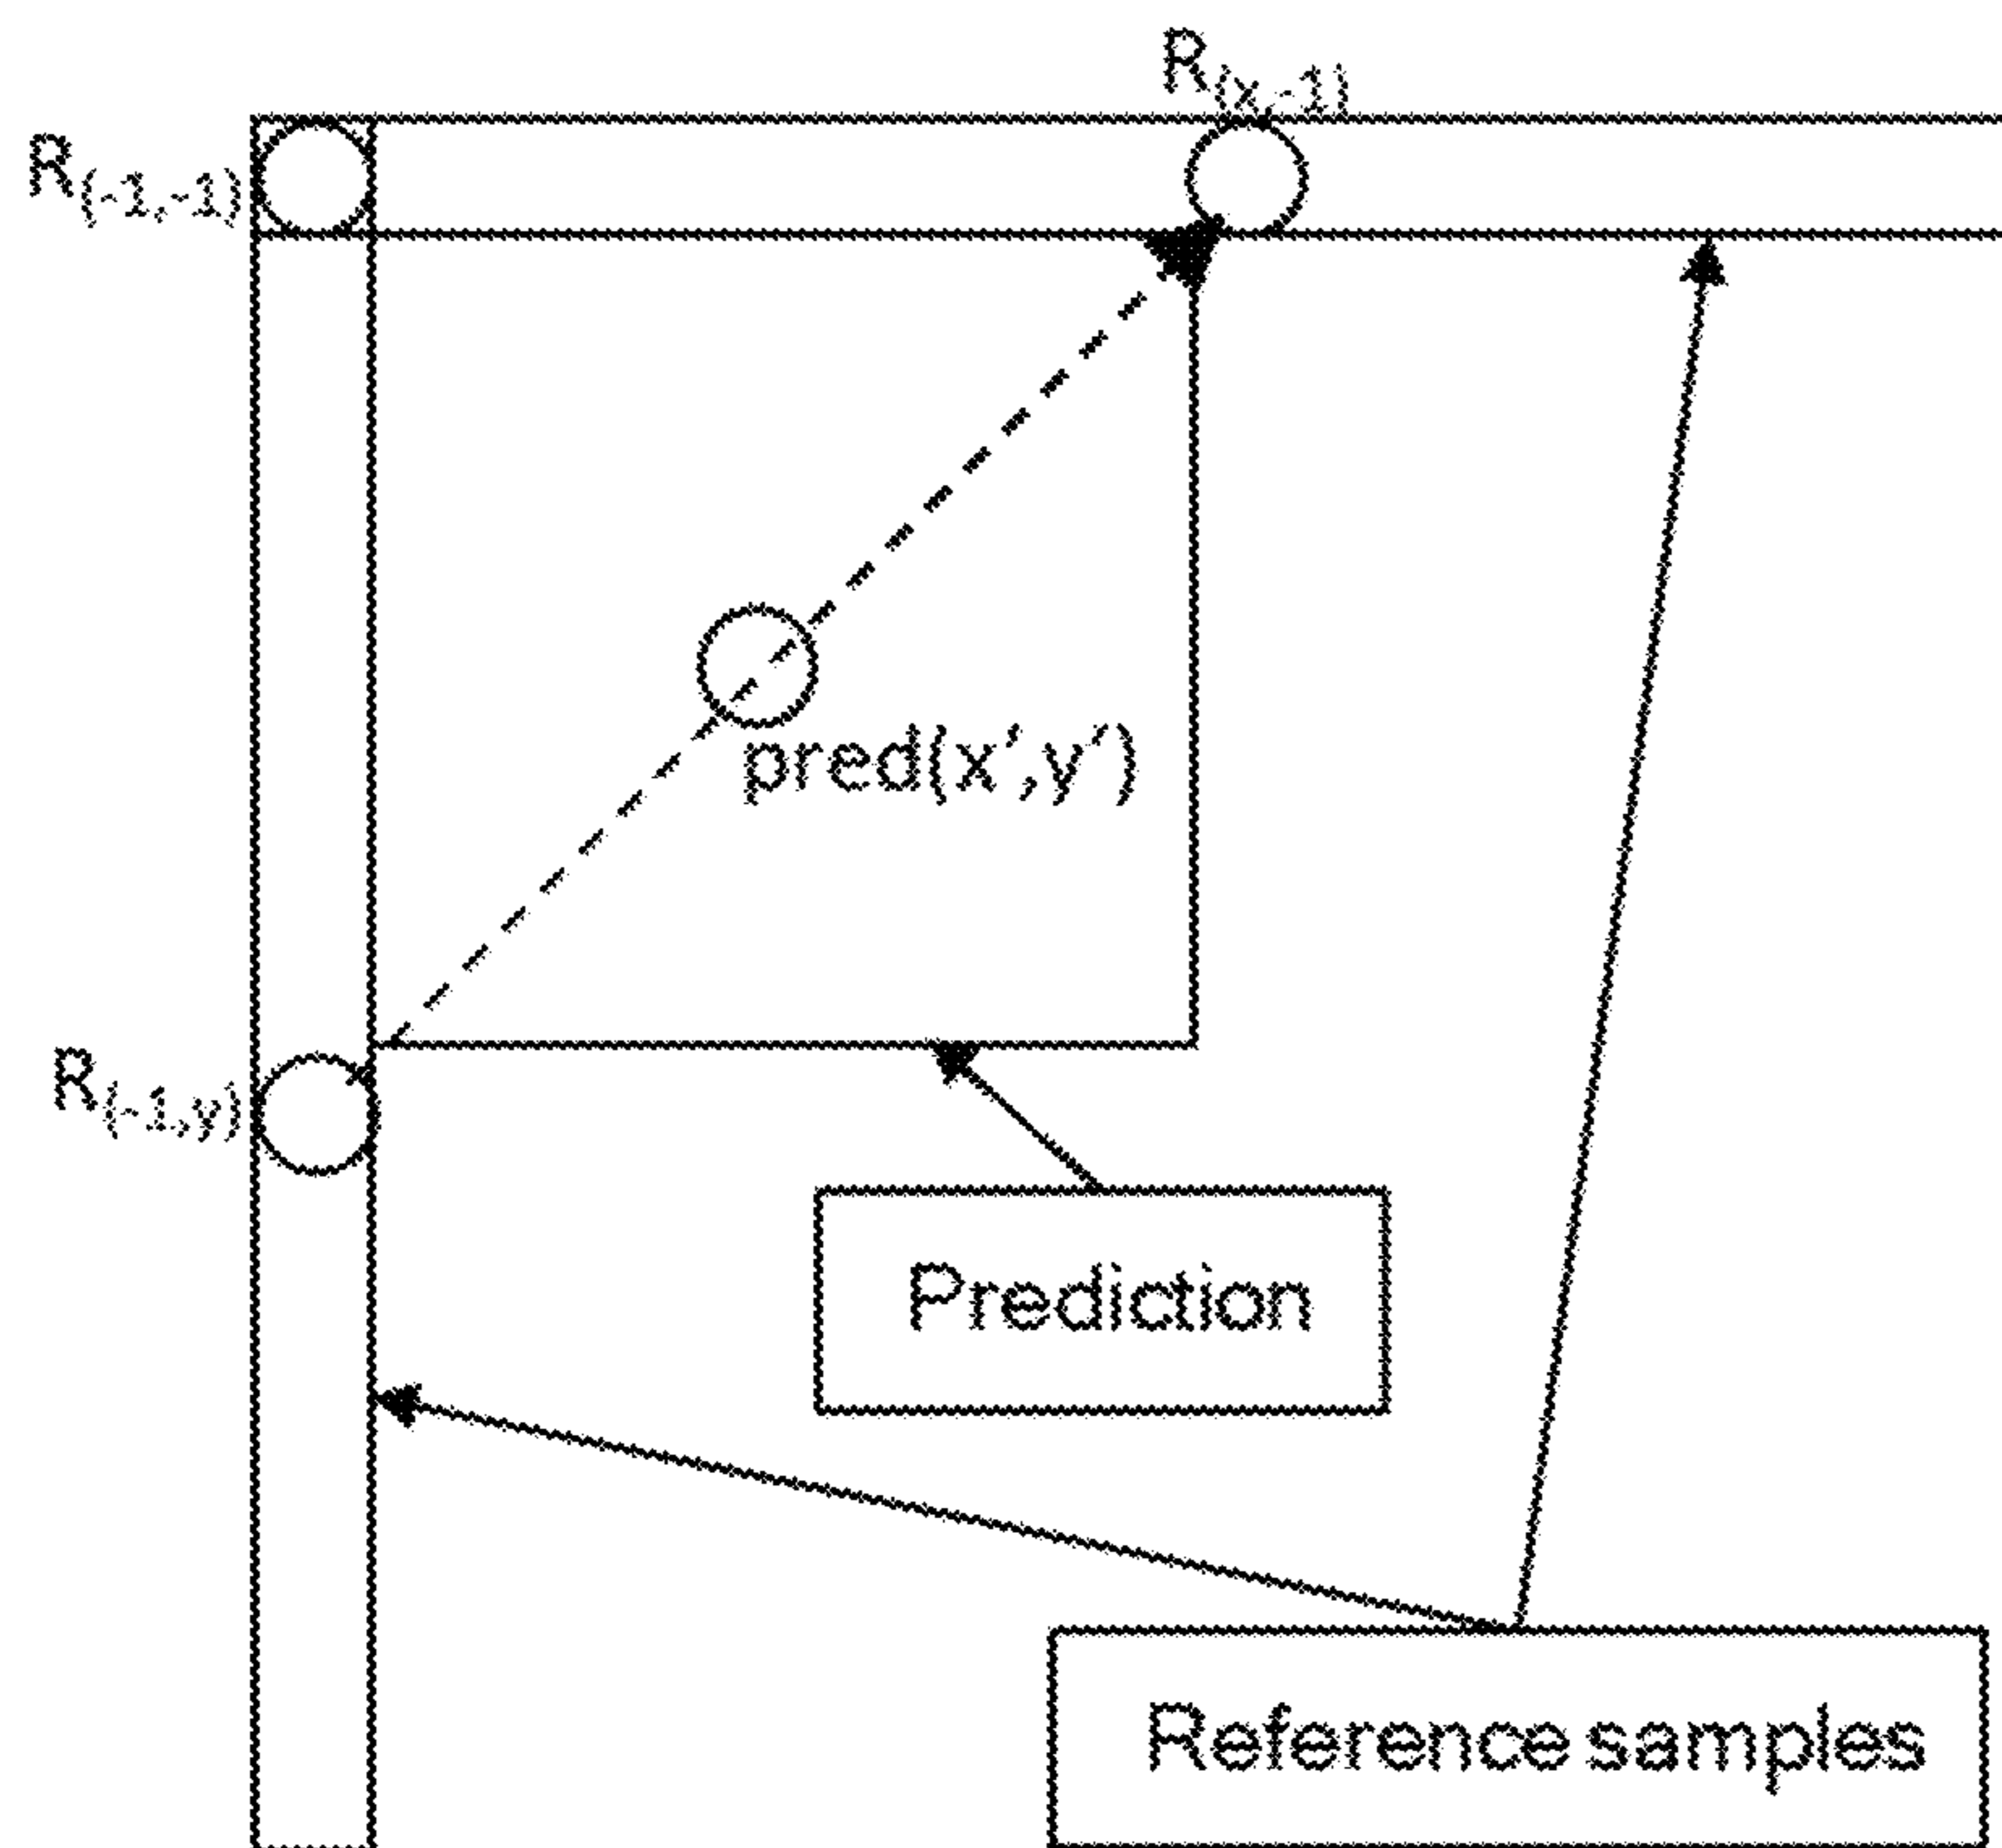 R(x,-1)
R(-1,-1)
pred(x',y')
R(-1,y)
Prediction
Reference samples